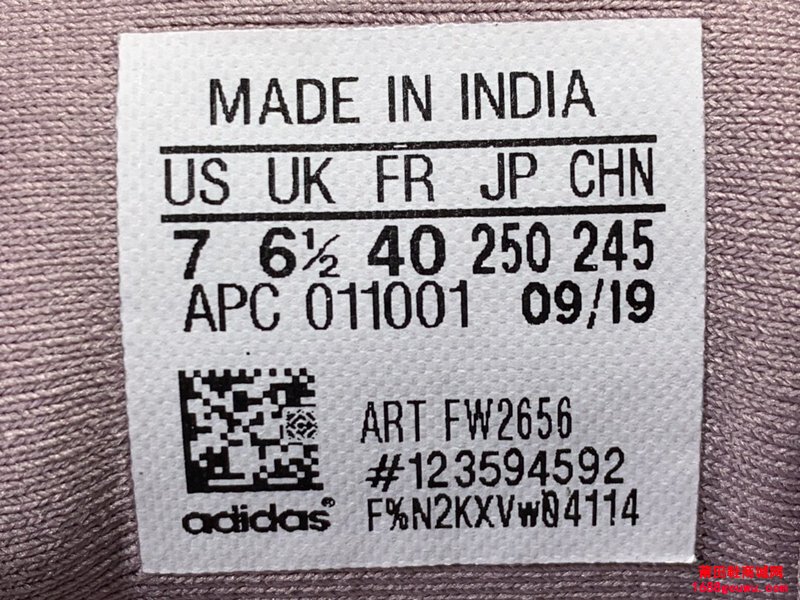 MADE IN INDIA
US UK FR JP CHN
7 6½ 40 250 245
APC 011001 09/19
ART FW2656
#123594592
adidas®
F%N2KXVw04114